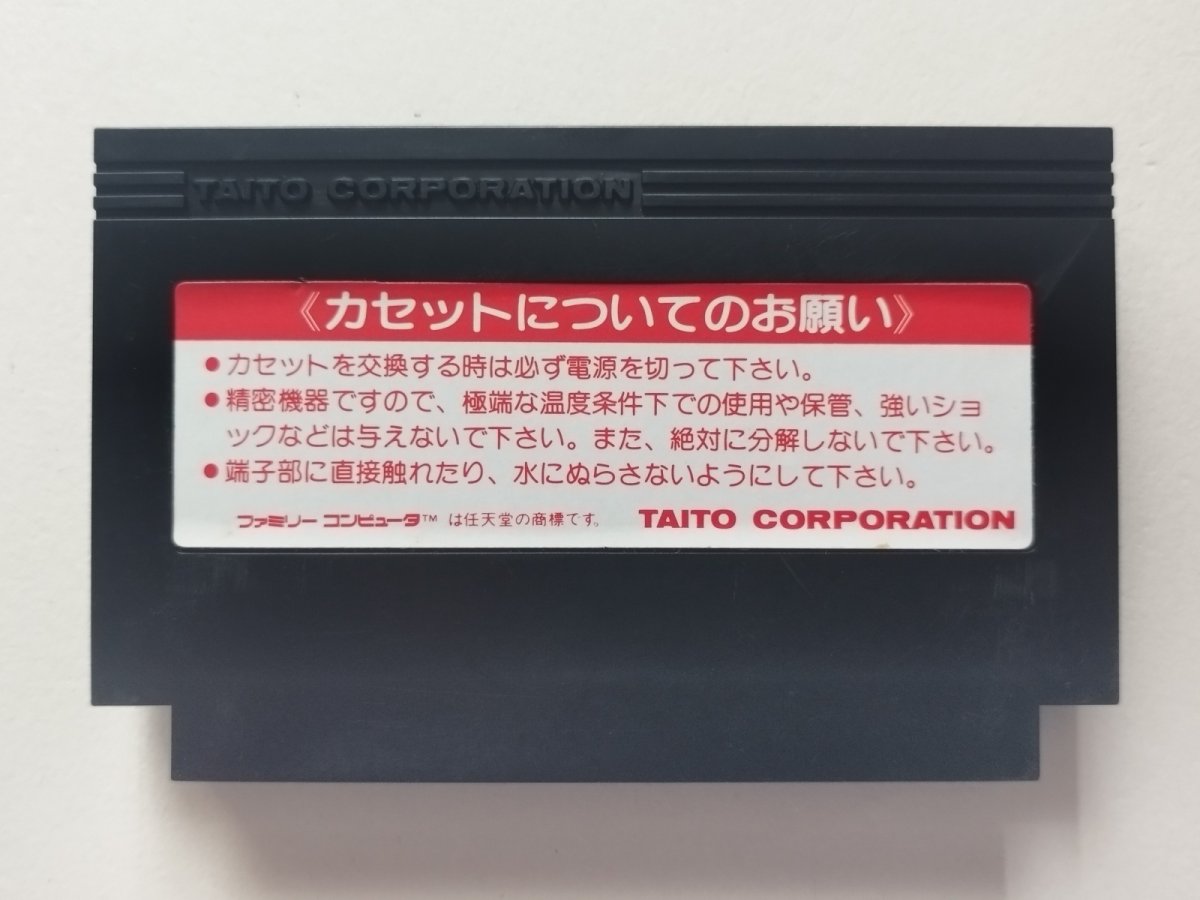 TAITO CORPORATION
《カセットについてのお願い》
●カセットを交換する時は必ず電源を切って下さい。
●精密機器ですので、極端な温度条件下での使用や保管、強いショ
ックなどは与えないで下さい。また、絶対に分解しないで下さい。
●端子部に直接触れたり、水にぬらさないようにして下さい。
ファミリーコンピュータ™ は任天堂の商標です。 TAITO CORPORATION